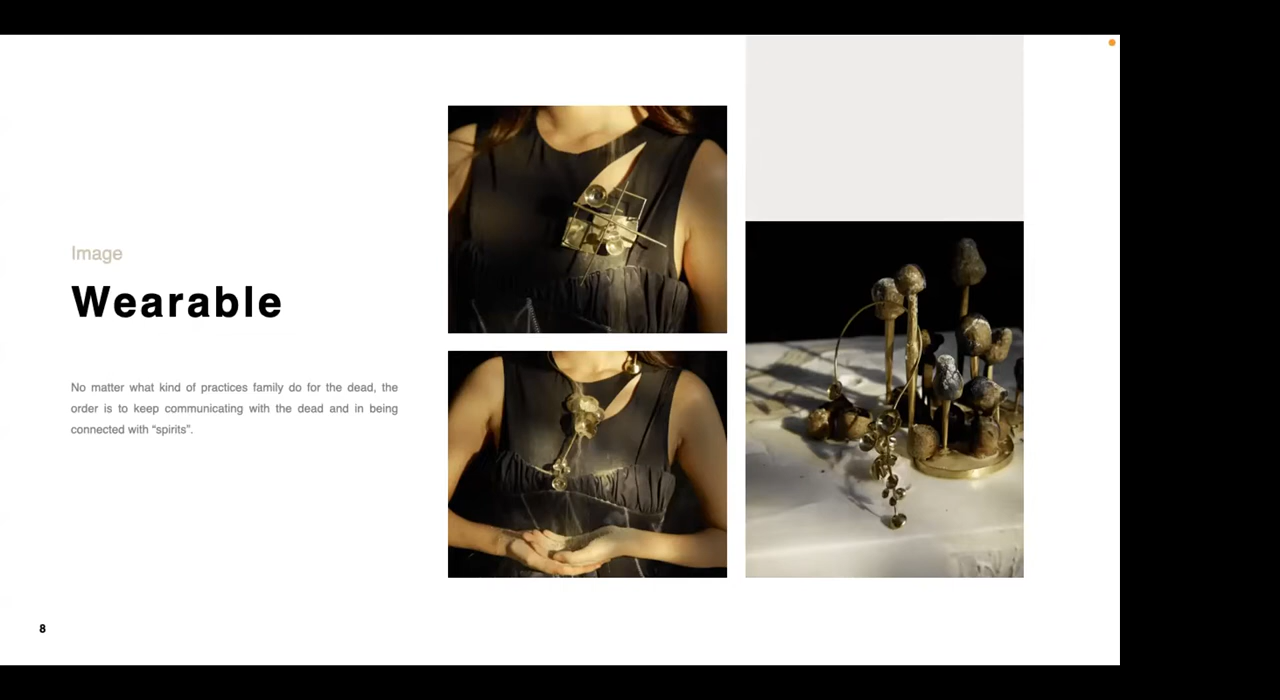 Image
Wearable
No matter what kind of practices family do for the dead, the
order is to keep communicating with the dead and in being
connected with “spirits”.
8